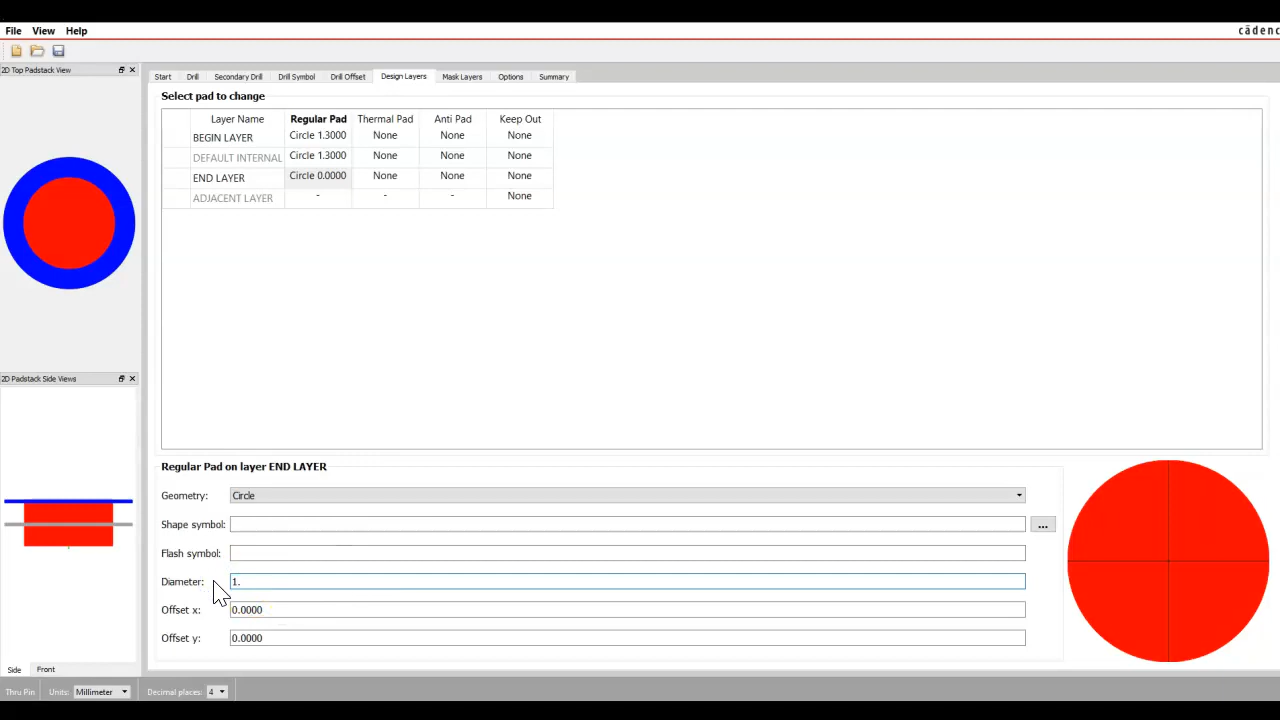 File View Help
cādenc
2D Top Padstack View
Start Drill Secondary Drill Drill Symbol Drill Offset Design Layers Mask Layers Options Summary
Select pad to change
Layer Name Regular Pad Thermal Pad Anti Pad Keep Out
BEGIN LAYER Circle 1.3000 None None None
DEFAULT INTERNAL Circle 1.3000 None None None
END LAYER Circle 0.0000 None None None
ADJACENT LAYER - - - None
2D Padstack Side Views
Regular Pad on layer END LAYER
Geometry: Circle
Shape symbol: ...
Flash symbol:
Diameter: 1.
Offset x: 0.0000
Offset y: 0.0000
Side Front
Thru Pin Units: Millimeter Decimal places: 4